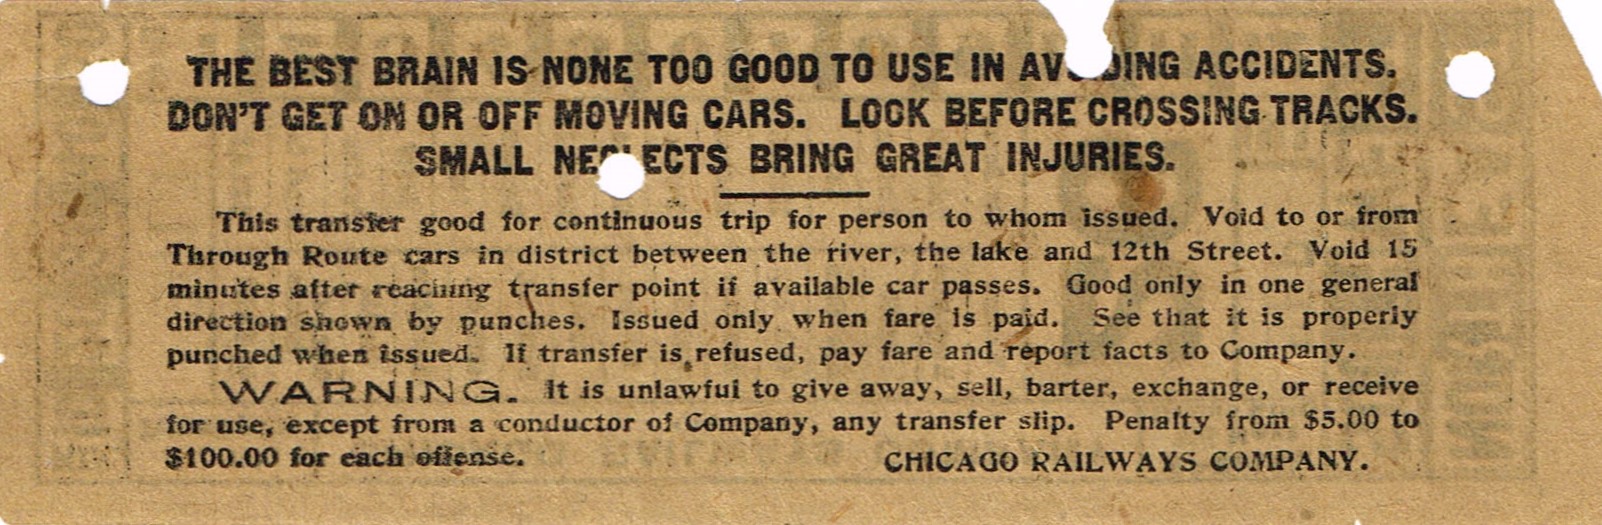 THE BEST BRAIN IS NONE TOO GOOD TO USE IN AVOIDING ACCIDENTS.
DON'T GET ON OR OFF MOVING CARS. LOOK BEFORE CROSSING TRACKS.
SMALL NEGLECTS BRING GREAT INJURIES.
This transfer good for continuous trip for person to whom issued. Void to or from
Through Route cars in district between the river, the lake and 12th Street. Void 15
minutes after reaching transfer point if available car passes. Good only in one general
direction shown by punches. Issued only when fare is paid. See that it is properly
punched when issued. If transfer is refused, pay fare and report facts to Company.
WARNING. It is unlawful to give away, sell, barter, exchange, or receive
for use, except from a conductor of Company, any transfer slip. Penalty from $5.00 to
$100.00 for each offense. CHICAGO RAILWAYS COMPANY.